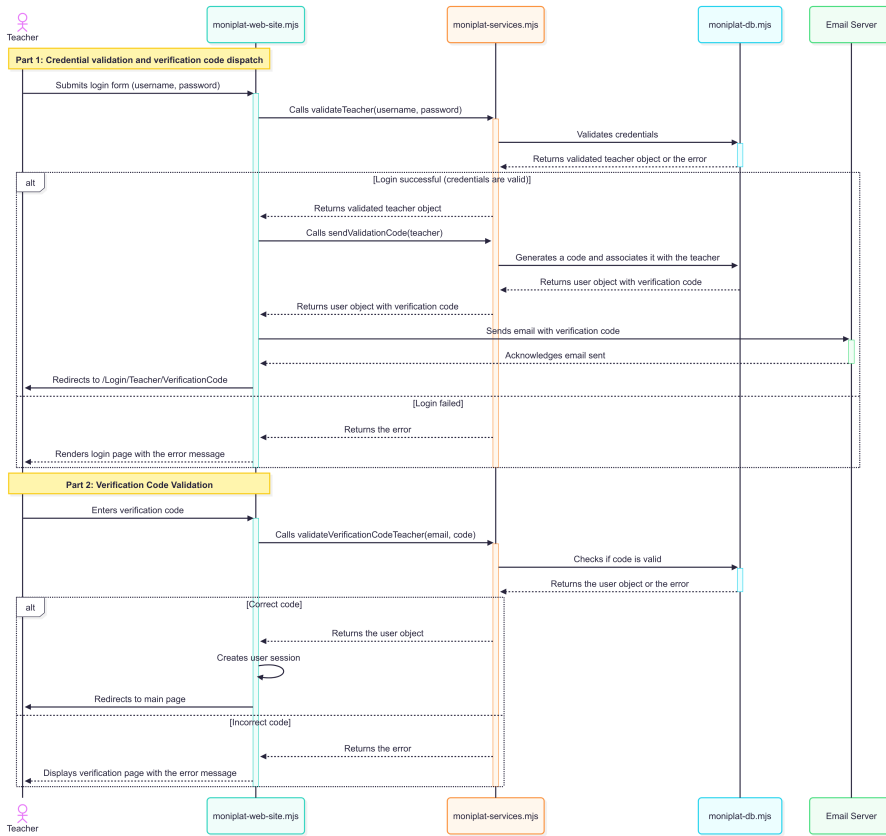 Teacher
moniplat-web-site.mjs
moniplat-services.mjs
moniplat-db.mjs
Email Server
Part 1: Credential validation and verification code dispatch
Submits login form (username, password)
Calls validateTeacher(username, password)
Validates credentials
Returns validated teacher object or the error
alt
[Login successful (credentials are valid)]
Returns validated teacher object
Calls sendValidationCode(teacher)
Generates a code and associates it with the teacher
Returns user object with verification code
Returns user object with verification code
Sends email with verification code
Acknowledges email sent
Redirects to /Login/Teacher/VerificationCode
[Login failed]
Returns the error
Renders login page with the error message
Part 2: Verification Code Validation
Enters verification code
Calls validateVerificationCodeTeacher(email, code)
Checks if code is valid
Returns the user object or the error
alt
[Correct code]
Returns the user object
Creates user session
Redirects to main page
[Incorrect code]
Returns the error
Displays verification page with the error message
Teacher
moniplat-web-site.mjs
moniplat-services.mjs
moniplat-db.mjs
Email Server